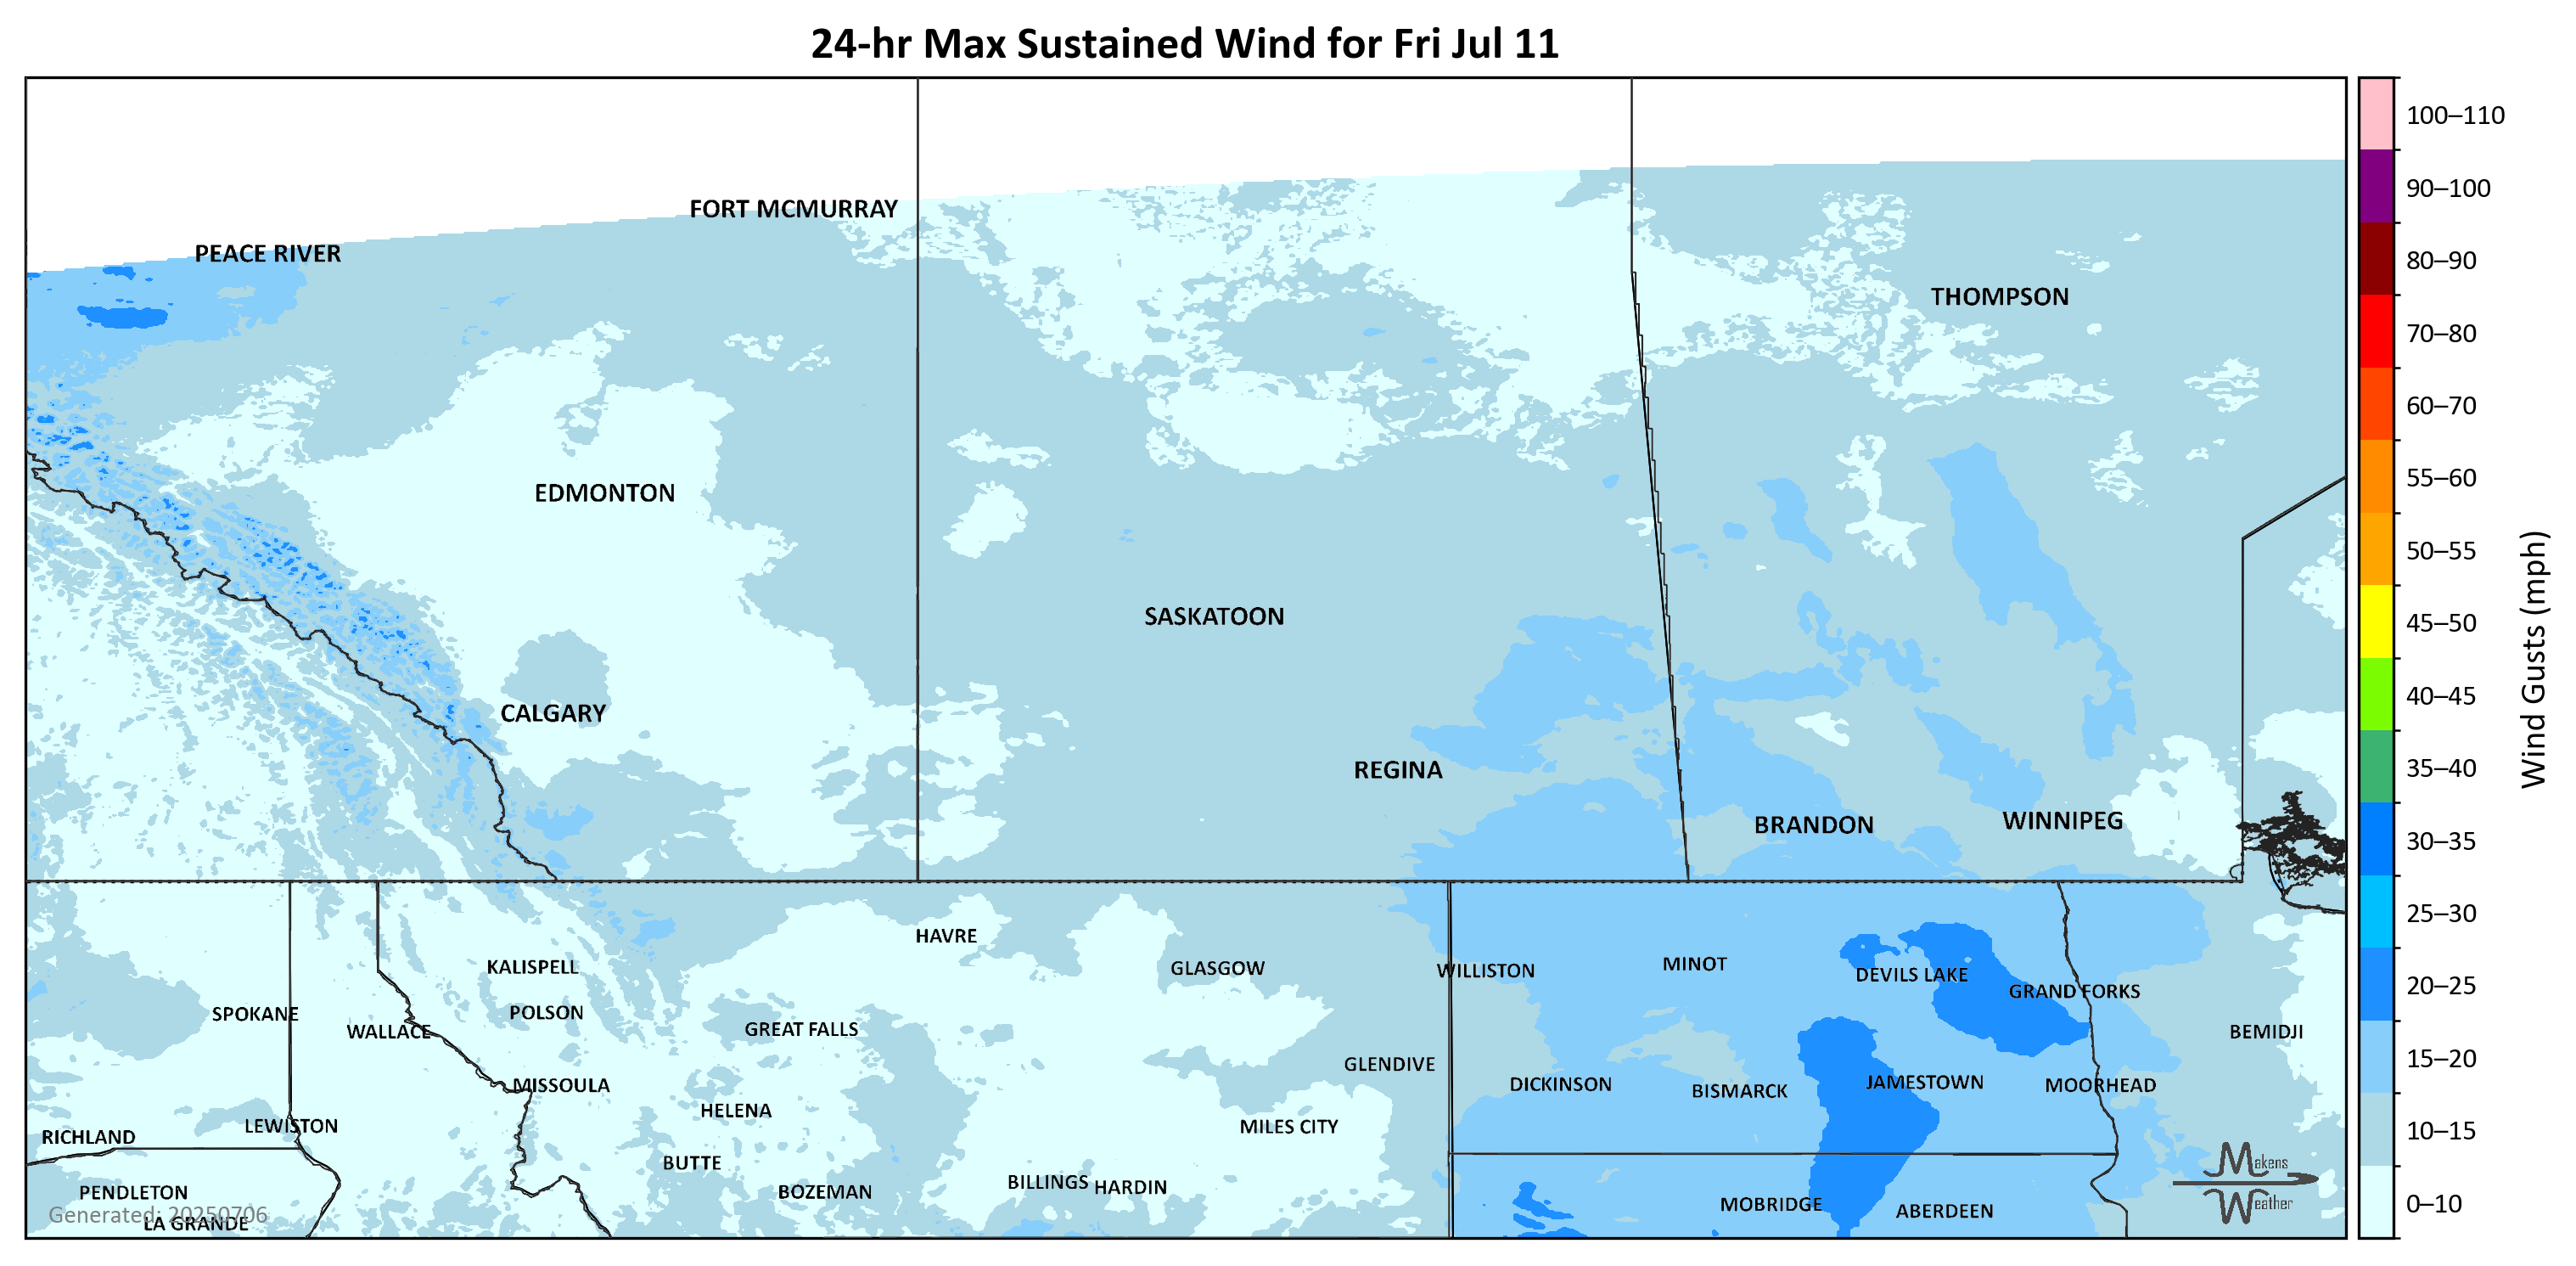 24-hr Max Sustained Wind for Fri Jul 11
100–110
90–100
80–90
70–80
60–70
55–60
50–55
45–50
40–45
35–40
30–35
25–30
20–25
15–20
10–15
0–10
Wind Gusts (mph)
FORT MCMURRAY
PEACE RIVER
THOMPSON
EDMONTON
SASKATOON
CALGARY
REGINA
BRANDON
WINNIPEG
HAVRE
KALISPELL
GLASGOW
WILLISTON
MINOT
DEVILS LAKE
GRAND FORKS
SPOKANE
POLSON
WALLACE
GREAT FALLS
BEMIDJI
GLENDIVE
MISSOULA
DICKINSON
BISMARCK
JAMESTOWN
MOORHEAD
HELENA
LEWISTON
MILES CITY
RICHLAND
BUTTE
BILLINGS
HARDIN
PENDLETON
BOZEMAN
MOBRIDGE
ABERDEEN
Generated: 20250706
LA GRANDE
Makens
Weather